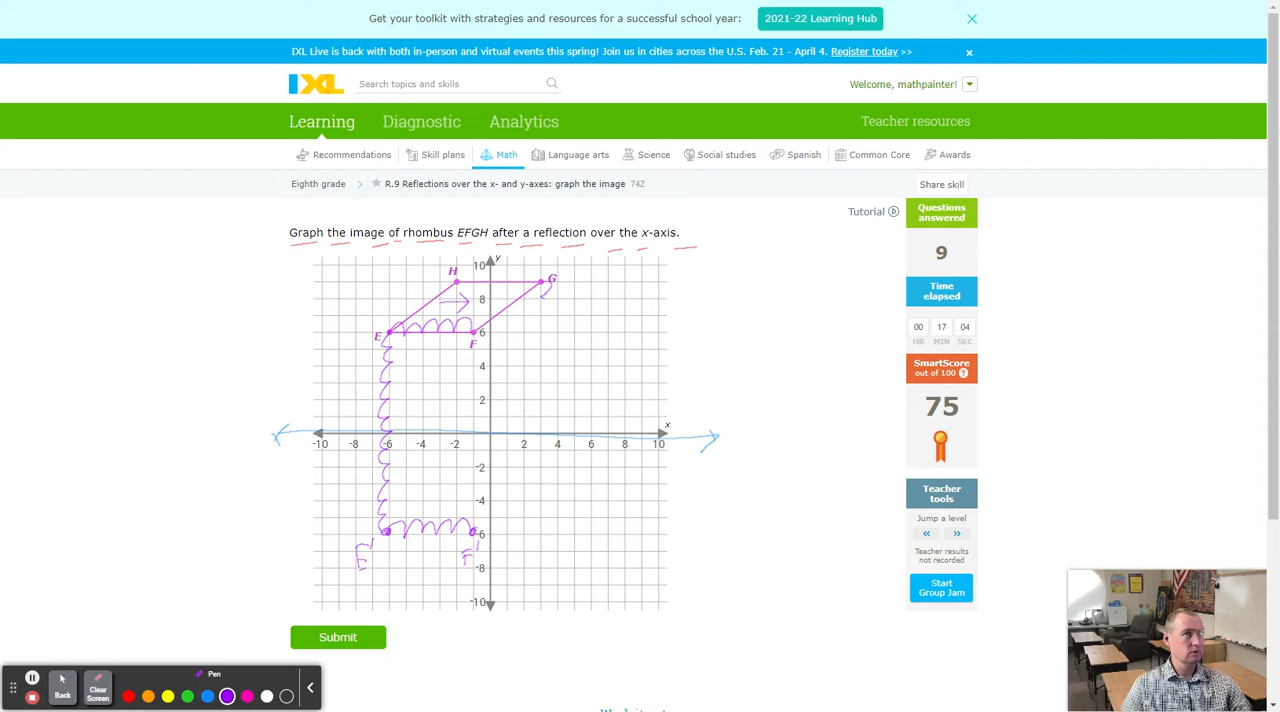 Get your toolkit with strategies and resources for a successful school year: 2021-22 Learning Hub
IXL Live is back with both in-person and virtual events this spring! Join us in cities across the U.S. Feb. 21 - April 4. Register today >>
IXL Search topics and skills Welcome, mathpainter!
Learning Diagnostic Analytics Teacher resources
Recommendations Skill plans Math Language arts Science Social studies Spanish Common Core Awards
Eighth grade R.9 Reflections over the x- and y-axes: graph the image 74Z Share skill
Tutorial
Graph the image of rhombus EFGH after a reflection over the x-axis.
y
10
H
G
8
E
6
F
4
2
x
-10 -8 -6 -4 -2 2 4 6 8 10
-2
-4
-6
E' F'
-8
-10
Submit
Questions
answered
9
Time
elapsed
00 17 04
HR MIN SEC
SmartScore
out of 100 ?
75
Teacher
tools
Jump a level
<< >>
Teacher results
not recorded
Start
Group Jam
Pen
Back
Clear
Screen